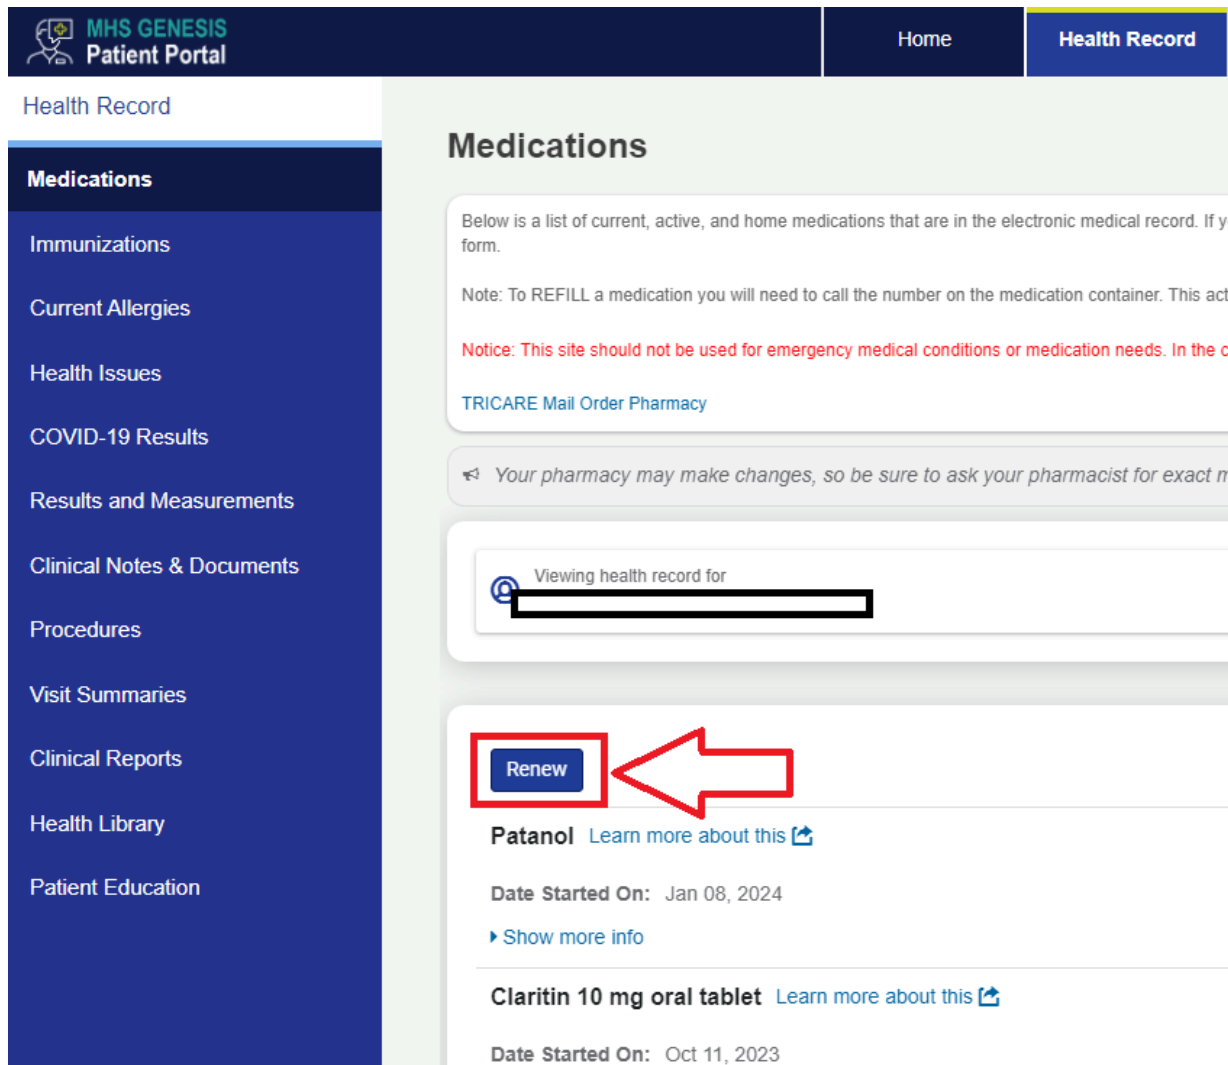 MHS GENESIS
Patient Portal
Home
Health Record
Health Record
Medications
Immunizations
Current Allergies
Health Issues
COVID-19 Results
Results and Measurements
Clinical Notes & Documents
Procedures
Visit Summaries
Clinical Reports
Health Library
Patient Education
Medications
Below is a list of current, active, and home medications that are in the electronic medical record. If
form.
Note: To REFILL a medication you will need to call the number on the medication container. This
Notice: This site should not be used for emergency medical conditions or medication needs. In the
TRICARE Mail Order Pharmacy
Your pharmacy may make changes, so be sure to ask your pharmacist for exact
Viewing health record for
Renew
Patanol Learn more about this
Date Started On: Jan 08, 2024
Show more info
Claritin 10 mg oral tablet Learn more about this
Date Started On: Oct 11, 2023